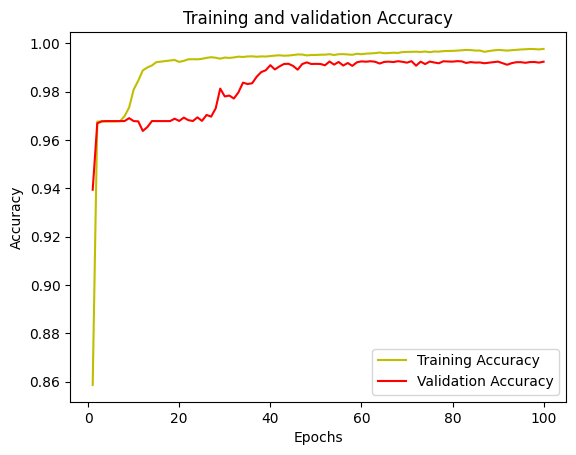 Training and validation Accuracy
1.00
0.98
0.96
0.94
0.92
0.90
0.88
0.86
Accuracy
0 20 40 60 80 100
Epochs
Training Accuracy
Validation Accuracy